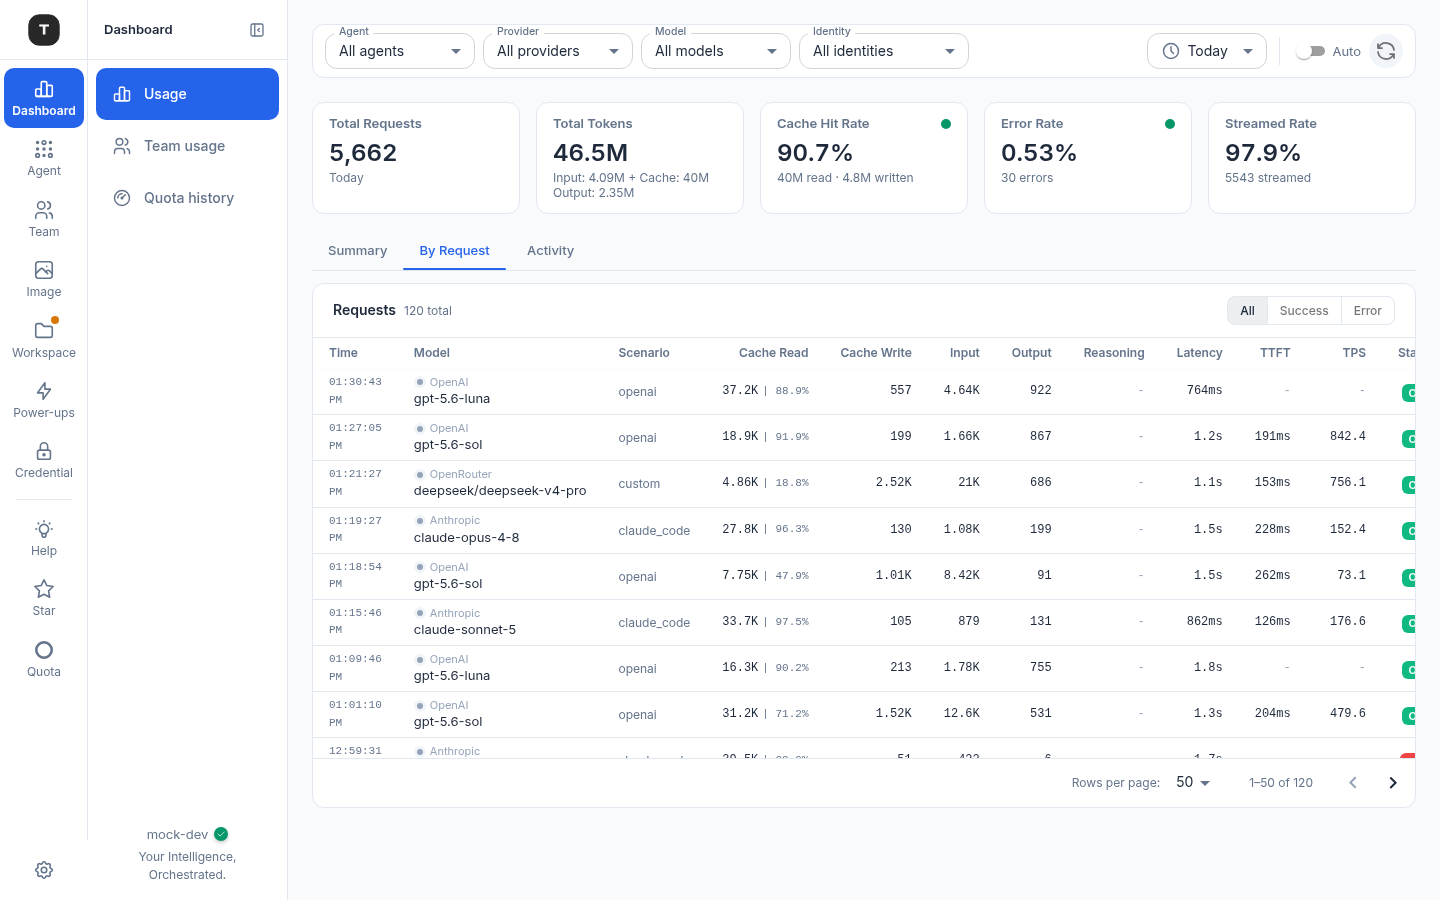 T
Dashboard
Dashboard
Agent
Team
Image
Workspace
Power-ups
Credential
Help
Star
Quota
Usage
Team usage
Quota history
mock-dev
Your Intelligence,
Orchestrated.
Agent
All agents
Provider
All providers
Model
All models
Identity
All identities
Today
Auto
Total Requests
5,662
Today
Total Tokens
46.5M
Input: 4.09M + Cache: 40M
Output: 2.35M
Cache Hit Rate
90.7%
40M read · 4.8M written
Error Rate
0.53%
30 errors
Streamed Rate
97.9%
5543 streamed
Summary By Request Activity
Requests 120 total
All Success Error
Time Model Scenario Cache Read Cache Write Input Output Reasoning Latency TTFT TPS
01:30:43 PM OpenAI gpt-5.6-luna openai 37.2K | 88.9% 557 4.64K 922 - 764ms - -
01:27:05 PM OpenAI gpt-5.6-sol openai 18.9K | 91.9% 199 1.66K 867 - 1.2s 191ms 842.4
01:21:27 PM OpenRouter deepseek/deepseek-v4-pro custom 4.86K | 18.8% 2.52K 21K 686 - 1.1s 153ms 756.1
01:19:27 PM Anthropic claude-opus-4-8 claude_code 27.8K | 96.3% 130 1.08K 199 - 1.5s 228ms 152.4
01:18:54 PM OpenAI gpt-5.6-sol openai 7.75K | 47.9% 1.01K 8.42K 91 - 1.5s 262ms 73.1
01:15:46 PM Anthropic claude-sonnet-5 claude_code 33.7K | 97.5% 105 879 131 - 862ms 126ms 176.6
01:09:46 PM OpenAI gpt-5.6-luna openai 16.3K | 90.2% 213 1.78K 755 - 1.8s - -
01:01:10 PM OpenAI gpt-5.6-sol openai 31.2K | 71.2% 1.52K 12.6K 531 - 1.3s 204ms 479.6
12:59:31 Anthropic
Rows per page: 50 1–50 of 120